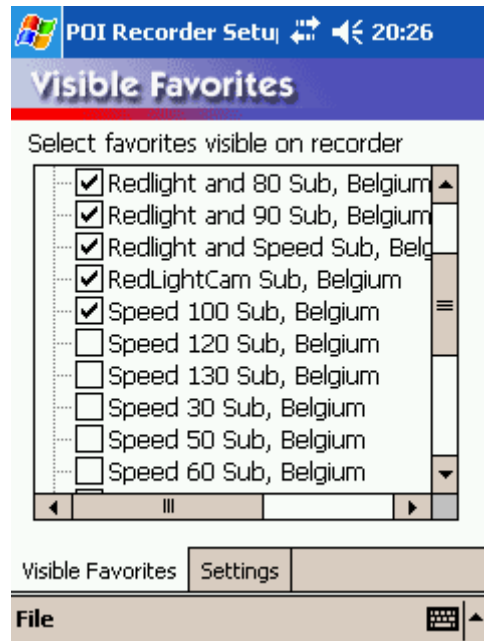 POI Recorder Setu 20:26
Visible Favorites
Select favorites visible on recorder
Redlight and 80 Sub, Belgium
Redlight and 90 Sub, Belgium
Redlight and Speed Sub, Belg
RedLightCam Sub, Belgium
Speed 100 Sub, Belgium
Speed 120 Sub, Belgium
Speed 130 Sub, Belgium
Speed 30 Sub, Belgium
Speed 50 Sub, Belgium
Speed 60 Sub, Belgium
Visible Favorites Settings
File